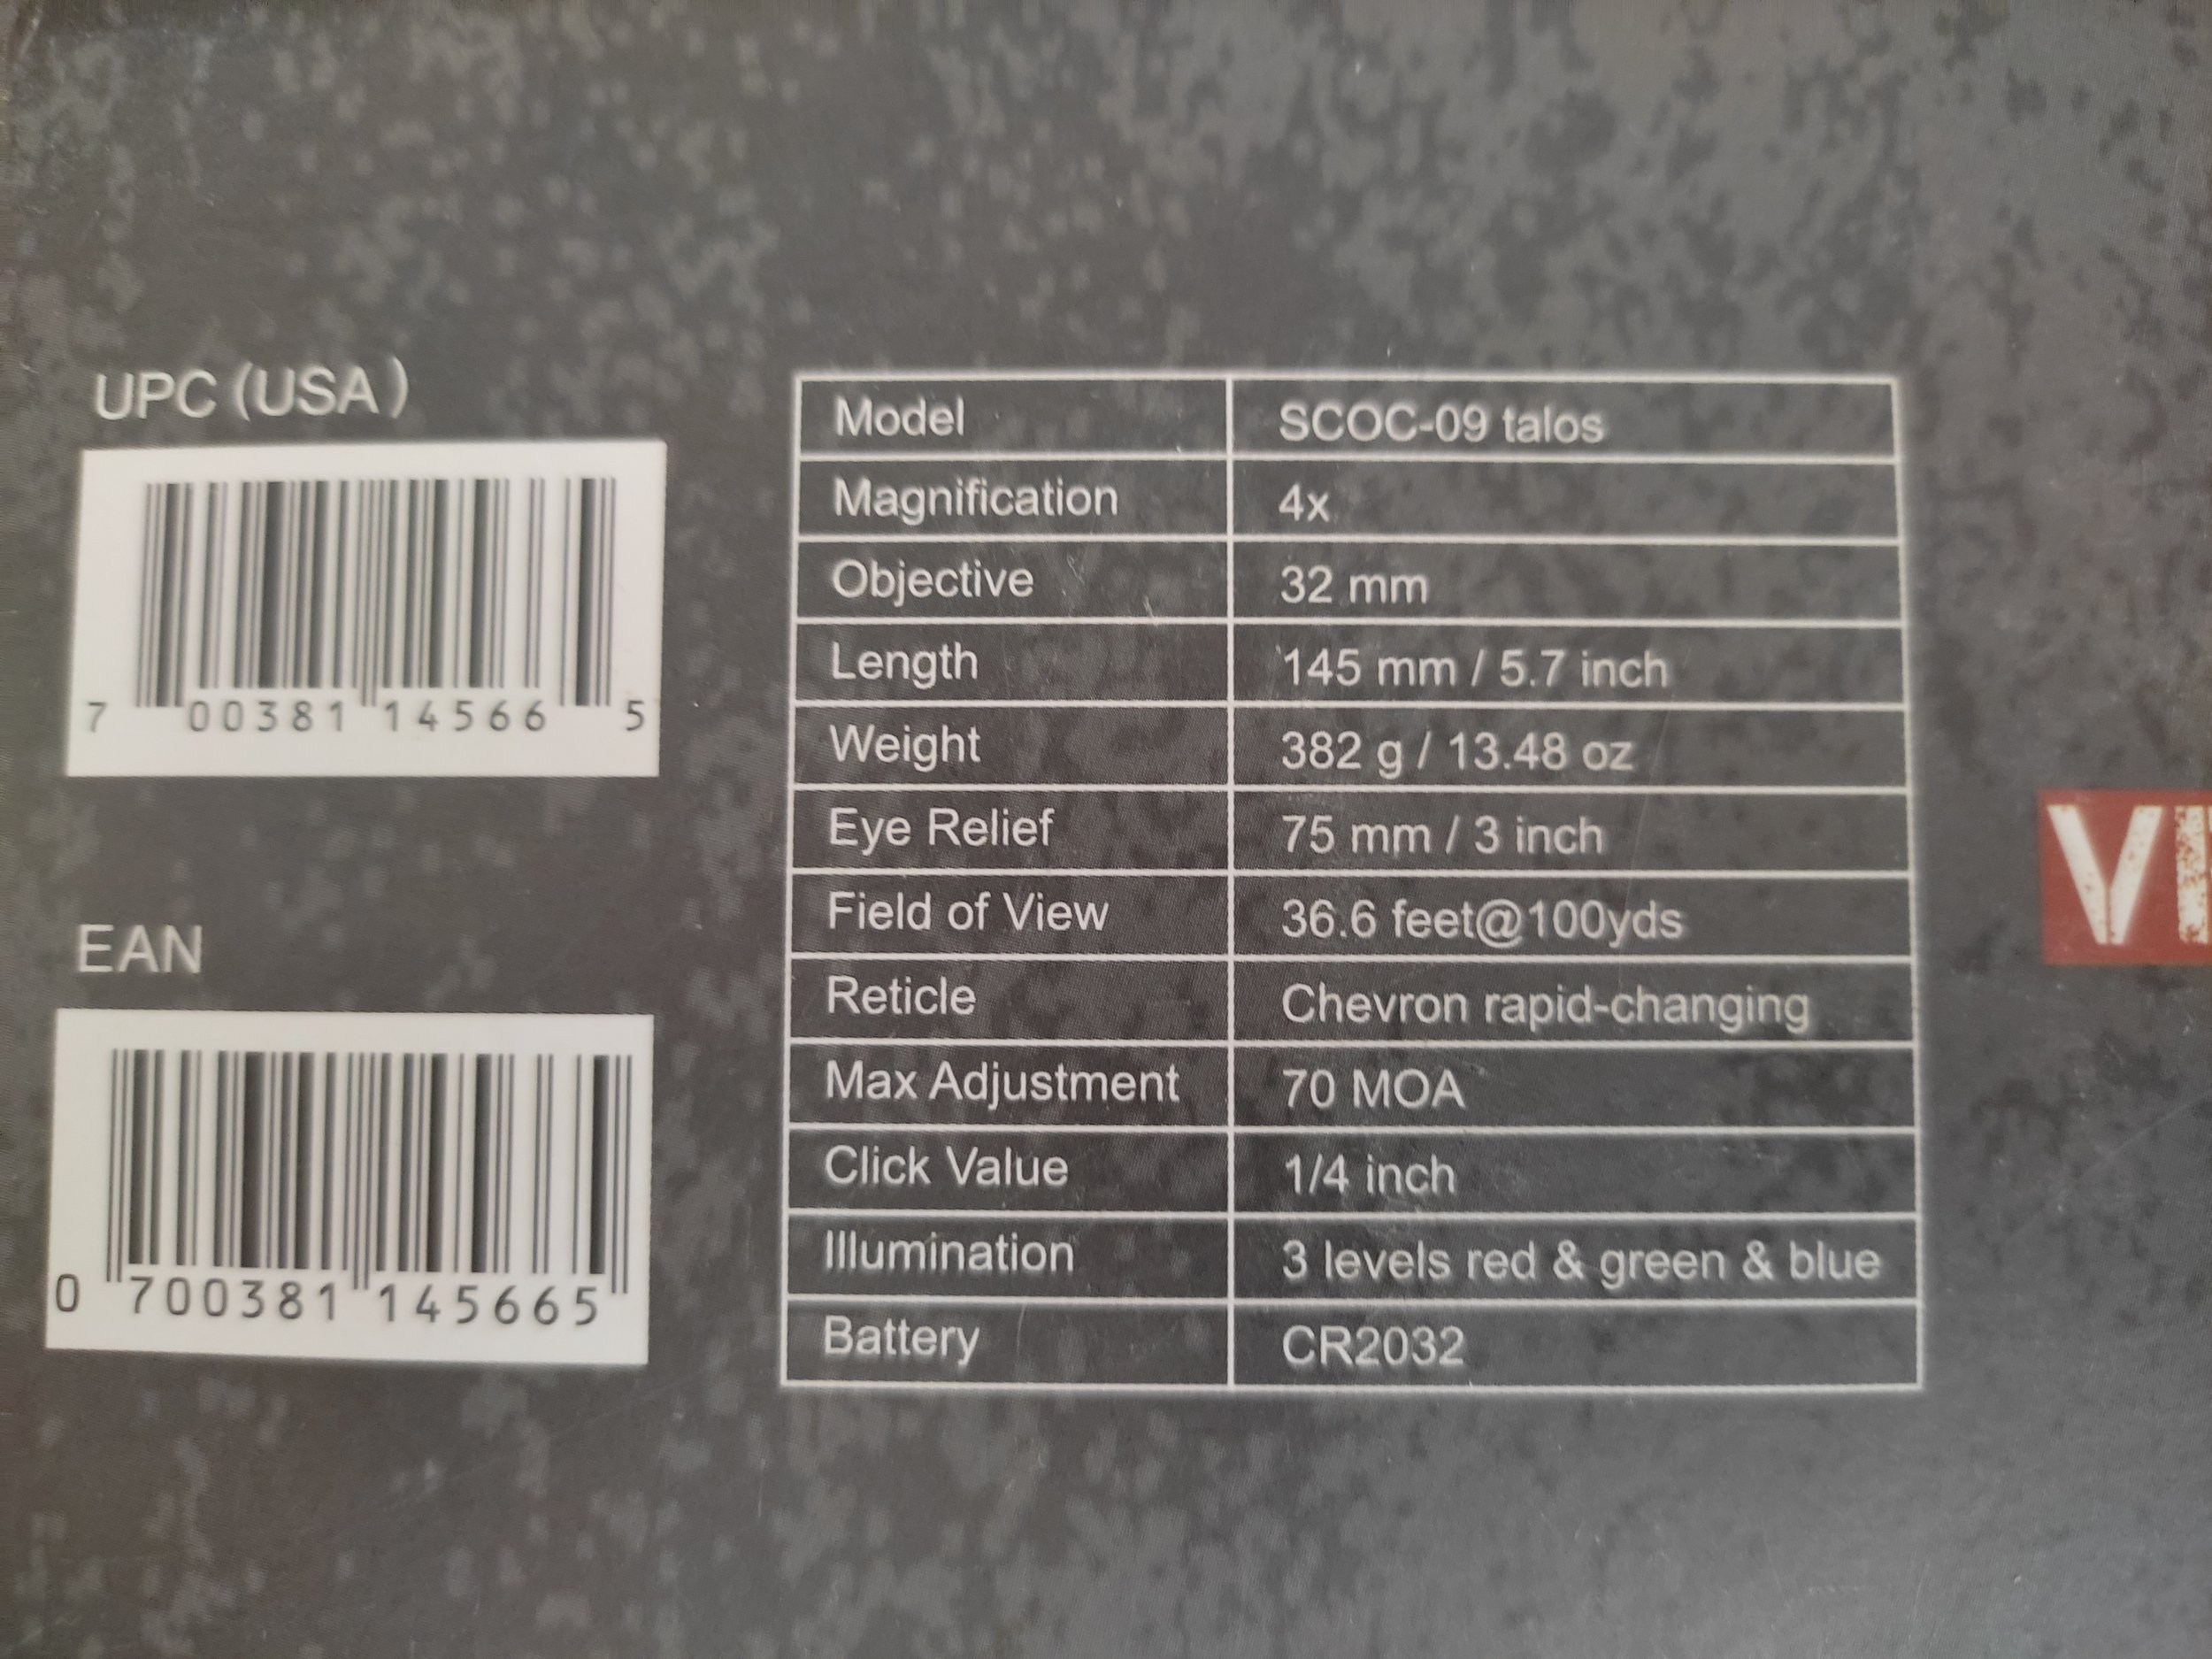 UPC (USA)
7 00381 14566 5
EAN
0 700381 145665
Model SCOC-09 talos
Magnification 4x
Objective 32 mm
Length 145 mm / 5.7 inch
Weight 382 g / 13.48 oz
Eye Relief 75 mm / 3 inch
Field of View 36.6 feet@100yds
Reticle Chevron rapid-changing
Max Adjustment 70 MOA
Click Value 1/4 inch
Illumination 3 levels red & green & blue
Battery CR2032